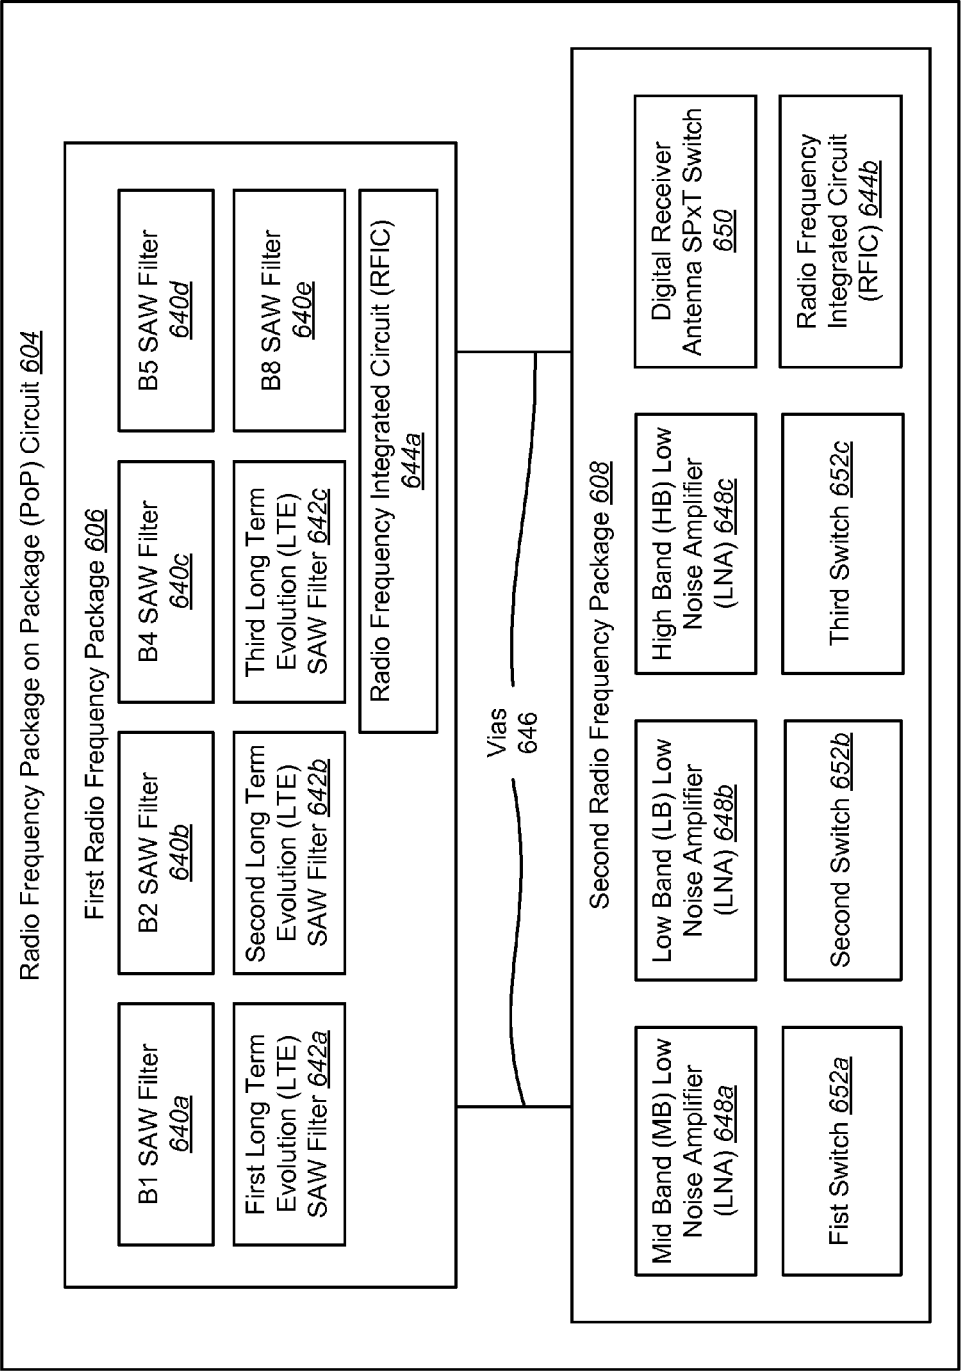 Radio Frequency Package on Package (PoP) Circuit 604
First Radio Frequency Package 606
B1 SAW Filter
640a
B2 SAW Filter
640b
B4 SAW Filter
640c
B5 SAW Filter
640d
First Long Term
Evolution (LTE)
SAW Filter 642a
Second Long Term
Evolution (LTE)
SAW Filter 642b
Third Long Term
Evolution (LTE)
SAW Filter 642c
B8 SAW Filter
640e
Radio Frequency Integrated Circuit (RFIC)
644a
Vias
646
Second Radio Frequency Package 608
Mid Band (MB) Low
Noise Amplifier
(LNA) 648a
Low Band (LB) Low
Noise Amplifier
(LNA) 648b
High Band (HB) Low
Noise Amplifier
(LNA) 648c
Digital Receiver
Antenna SPxT Switch
650
Fist Switch 652a
Second Switch 652b
Third Switch 652c
Radio Frequency
Integrated Circuit
(RFIC) 644b